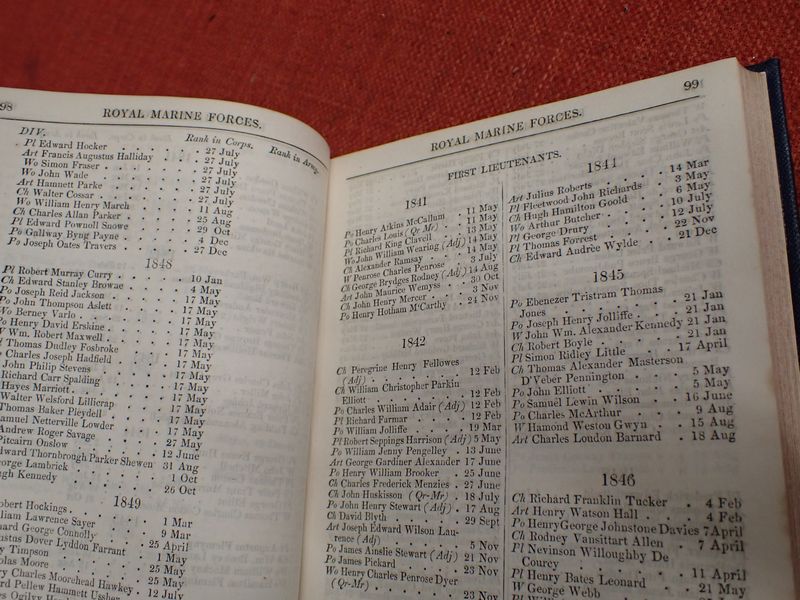 98
ROYAL MARINE FORCES.
DIV. Rank in Corps. Rank in Army.
Pl Edward Hocker . . . . 27 July
Art Francis Augustus Halliday . . . 27 July
Wo Simon Fraser . . . . . 27 July
Wo John Wade . . . . . 27 July
Art Hamnett Parke . . . . 27 July
Ch Walter Cossar . . . . . 27 July
Wo William Henry March . . . . 11 Aug
Ch Charles Allan Parker . . . . 25 Aug
Pl Edward Pownoll Snowe . . . . 29 Oct
Po Gallway Byng Payne . . . . 4 Dec
Po Joseph Oates Travers . . . . 27 Dec
1848
Pl Robert Murray Curry . . . . 10 Jan
Ch Edward Stanley Browne . . . . 4 May
Po Joseph Reid Jackson . . . . 17 May
Po John Thompson Aslett . . . . 17 May
Wo Berney Varlo . . . . . 17 May
Po Henry David Erskine . . . . 17 May
W Wm. Robert Maxwell . . . . 17 May
Pl Thomas Dudley Fosbroke . . . 17 May
Charles Joseph Hadfield . . . . 17 May
John Philip Stevens . . . . 17 May
Richard Carr Spalding . . . . 17 May
Hayes Marriott . . . . . 17 May
Walter Welsford Lillicrap . . . 17 May
Thomas Baker Pleydell . . . . 17 May
Samuel Netterville Lowder . . . 17 May
Andrew Roger Savage . . . . 17 May
Pitcairn Onslow . . . . . 27 May
Edward Thornbrough Parker Shewen 12 June
George Lambrick . . . . . 31 Aug
Hugh Kennedy . . . . . 1 Oct
26 Oct
1849
Robert Hockings . . . . .
William Lawrence Sayer . . . . 1 Mar
George Connolly . . . . 9 Mar
Dover Lyddon Farrant . . . 25 April
Timpson . . . . . 1 May
Moore . . . . . 25 May
Charles Moorehead Hawkey . . 25 May
Pellew Hammett Ussher . . 12 July
Ogilvy
99
ROYAL MARINE FORCES.
FIRST LIEUTENANTS.
1841
Po Henry Atkins McCallum . 11 May
Po Charles Louis (Qr Mr) . 11 May
Pl Richard King Clavell . . 13 May
Wo John William Wearing (Adj) 14 May
Ch Alexander Ramsay . . 14 May
W Penrose Charles Penrose . 3 July
Ch George Brydges Rodney (Adj) 14 Aug
Art John Maurice Wemyss . . 30 Oct
Ch John Henry Mercer . . 3 Nov
Po Henry Hotham M'Carthy . 24 Nov
1842
Ch Peregrine Henry Fellowes
(Adj) . . . . . 12 Feb
Ch William Christopher Parkin
Elliott . . . . . 12 Feb
Po Charles William Adair (Adj) 12 Feb
Pl Richard Farmar . . 12 Feb
Po William Jolliffe . . . 19 Mar
Pl Robert Seppings Harrison (Adj) 5 May
Po William Jenny Pengelley . 13 June
Art George Gardiner Alexander 17 June
Po Henry William Brooker . 25 June
Ch Charles Frederick Menzies . 27 June
Ch John Huskisson (Qr-Mr) . 18 July
Po John Henry Stewart (Adj) . 17 Aug
Ch David Blyth . . . . 29 Sept
Art Joseph Edward Wilson Law-
rence (Adj) . . . . 5 Nov
Po James Ainslie Stewart (Adj) 21 Nov
Po James Pickard . . . 23 Nov
Wo Henry Charles Penrose Dyer
(Qr-Mr) . . . . 23 Nov
1844
Art Julius Roberts . . . 14 Mar
Pl Fleetwood John Richards . 3 May
Ch Hugh Hamilton Goold . 6 May
Wo Arthur Butcher . . . 10 July
Pl George Drury . . . 12 July
Pl Thomas Forrest . . . 22 Nov
Ch Edward Andrée Wylde . . 21 Dec
1845
Po Ebenezer Tristram Thomas
Jones . . . . . 21 Jan
Po Joseph Henry Jolliffe . . 21 Jan
W John Wm. Alexander Kennedy 21 Jan
Ch Robert Boyle . . . 21 Jan
Pl Simon Ridley Little . . 17 April
Ch Thomas Alexander Masterson
D'Veber Pennington . . . 5 May
Po John Elliott . . . 5 May
Po Samuel Lewin Wilson . . 16 June
Po Charles McArthur . . . 9 Aug
W Hamond Weston Gwyn . . 15 Aug
Art Charles Loudon Barnard . 18 Aug
1846
Ch Richard Franklin Tucker . 4 Feb
Art Henry Watson Hall . . 4 Feb
Po Henry George Johnstone Davies 7 April
Ch Rodney Vansittart Allen . 7 April
Pl Nevinson Willoughby De
Courcy . . . . . 11 April
Pl Henry Bates Leonard
W George Webb . . . 21 May